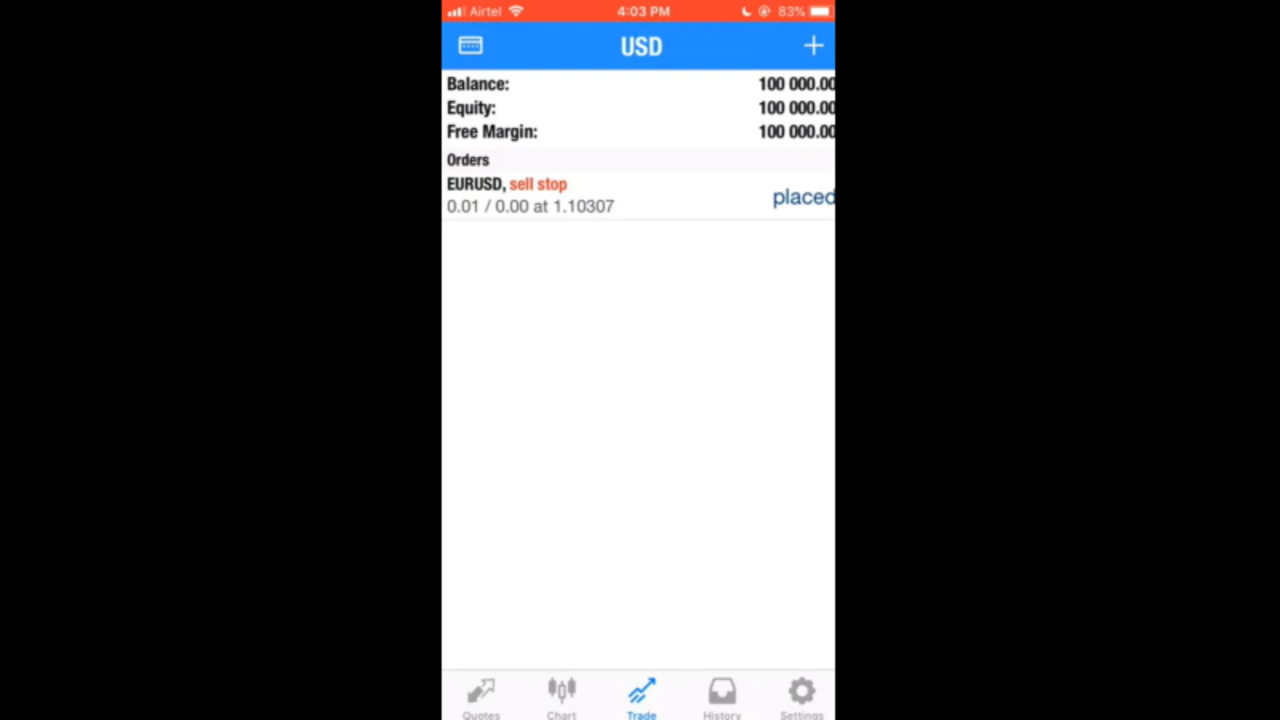 Airtel 4:03 PM 83%
USD
Balance: 100 000.00
Equity: 100 000.00
Free Margin: 100 000.00
Orders
EURUSD, sell stop
0.01 / 0.00 at 1.10307 placed
Quotes Chart Trade History Settings